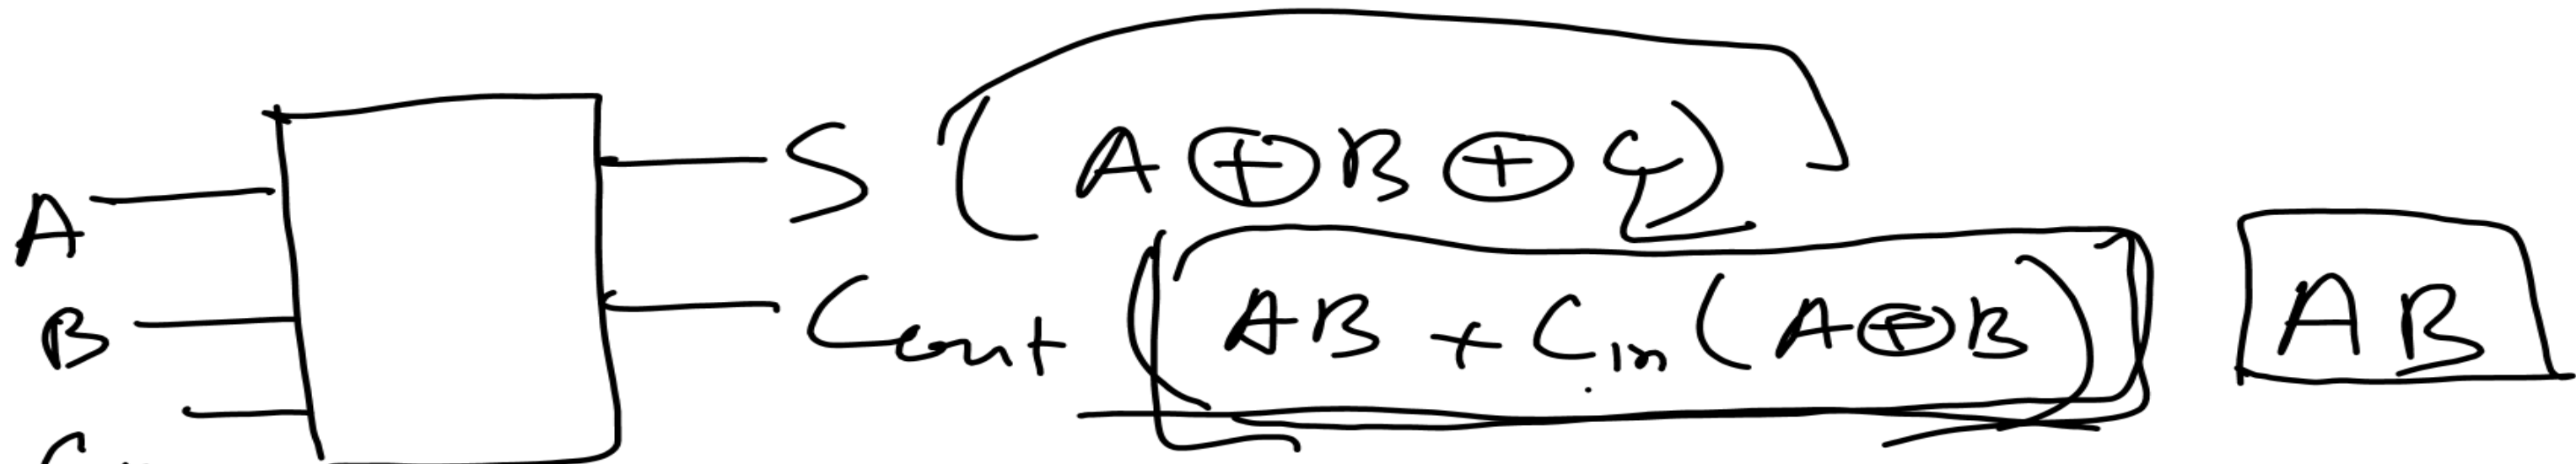 S (A ⊕ B ⊕ C)
A
Cout (AB + Cin (A ⊕ B)) AB
B